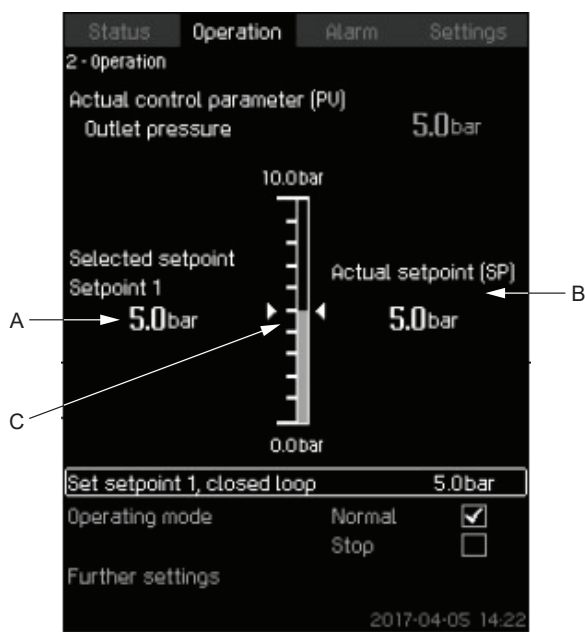 Status Operation Alarm Settings
2 - Operation
Actual control parameter (PV)
Outlet pressure 5.0bar
10.0bar
Selected setpoint
Setpoint 1
5.0bar
Actual setpoint (SP)
5.0bar
A
B
C
0.0bar
Set setpoint 1, closed loop 5.0bar
Operating mode Normal
Stop
Further settings
2017-04-05 14:22